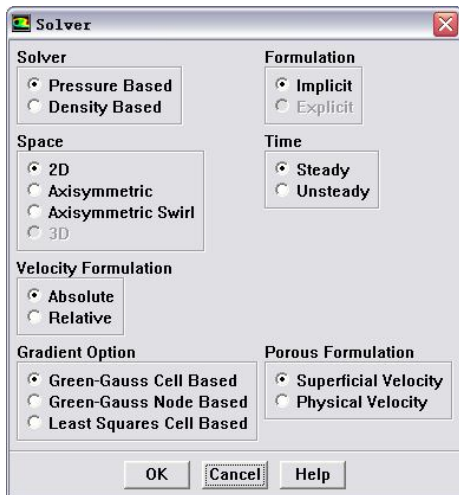 Solver
Solver
Pressure Based
Density Based
Formulation
Implicit
Explicit
Space
2D
Axisymmetric
Axisymmetric Swirl
3D
Time
Steady
Unsteady
Velocity Formulation
Absolute
Relative
Gradient Option
Green-Gauss Cell Based
Green-Gauss Node Based
Least Squares Cell Based
Porous Formulation
Superficial Velocity
Physical Velocity
OK
Cancel
Help